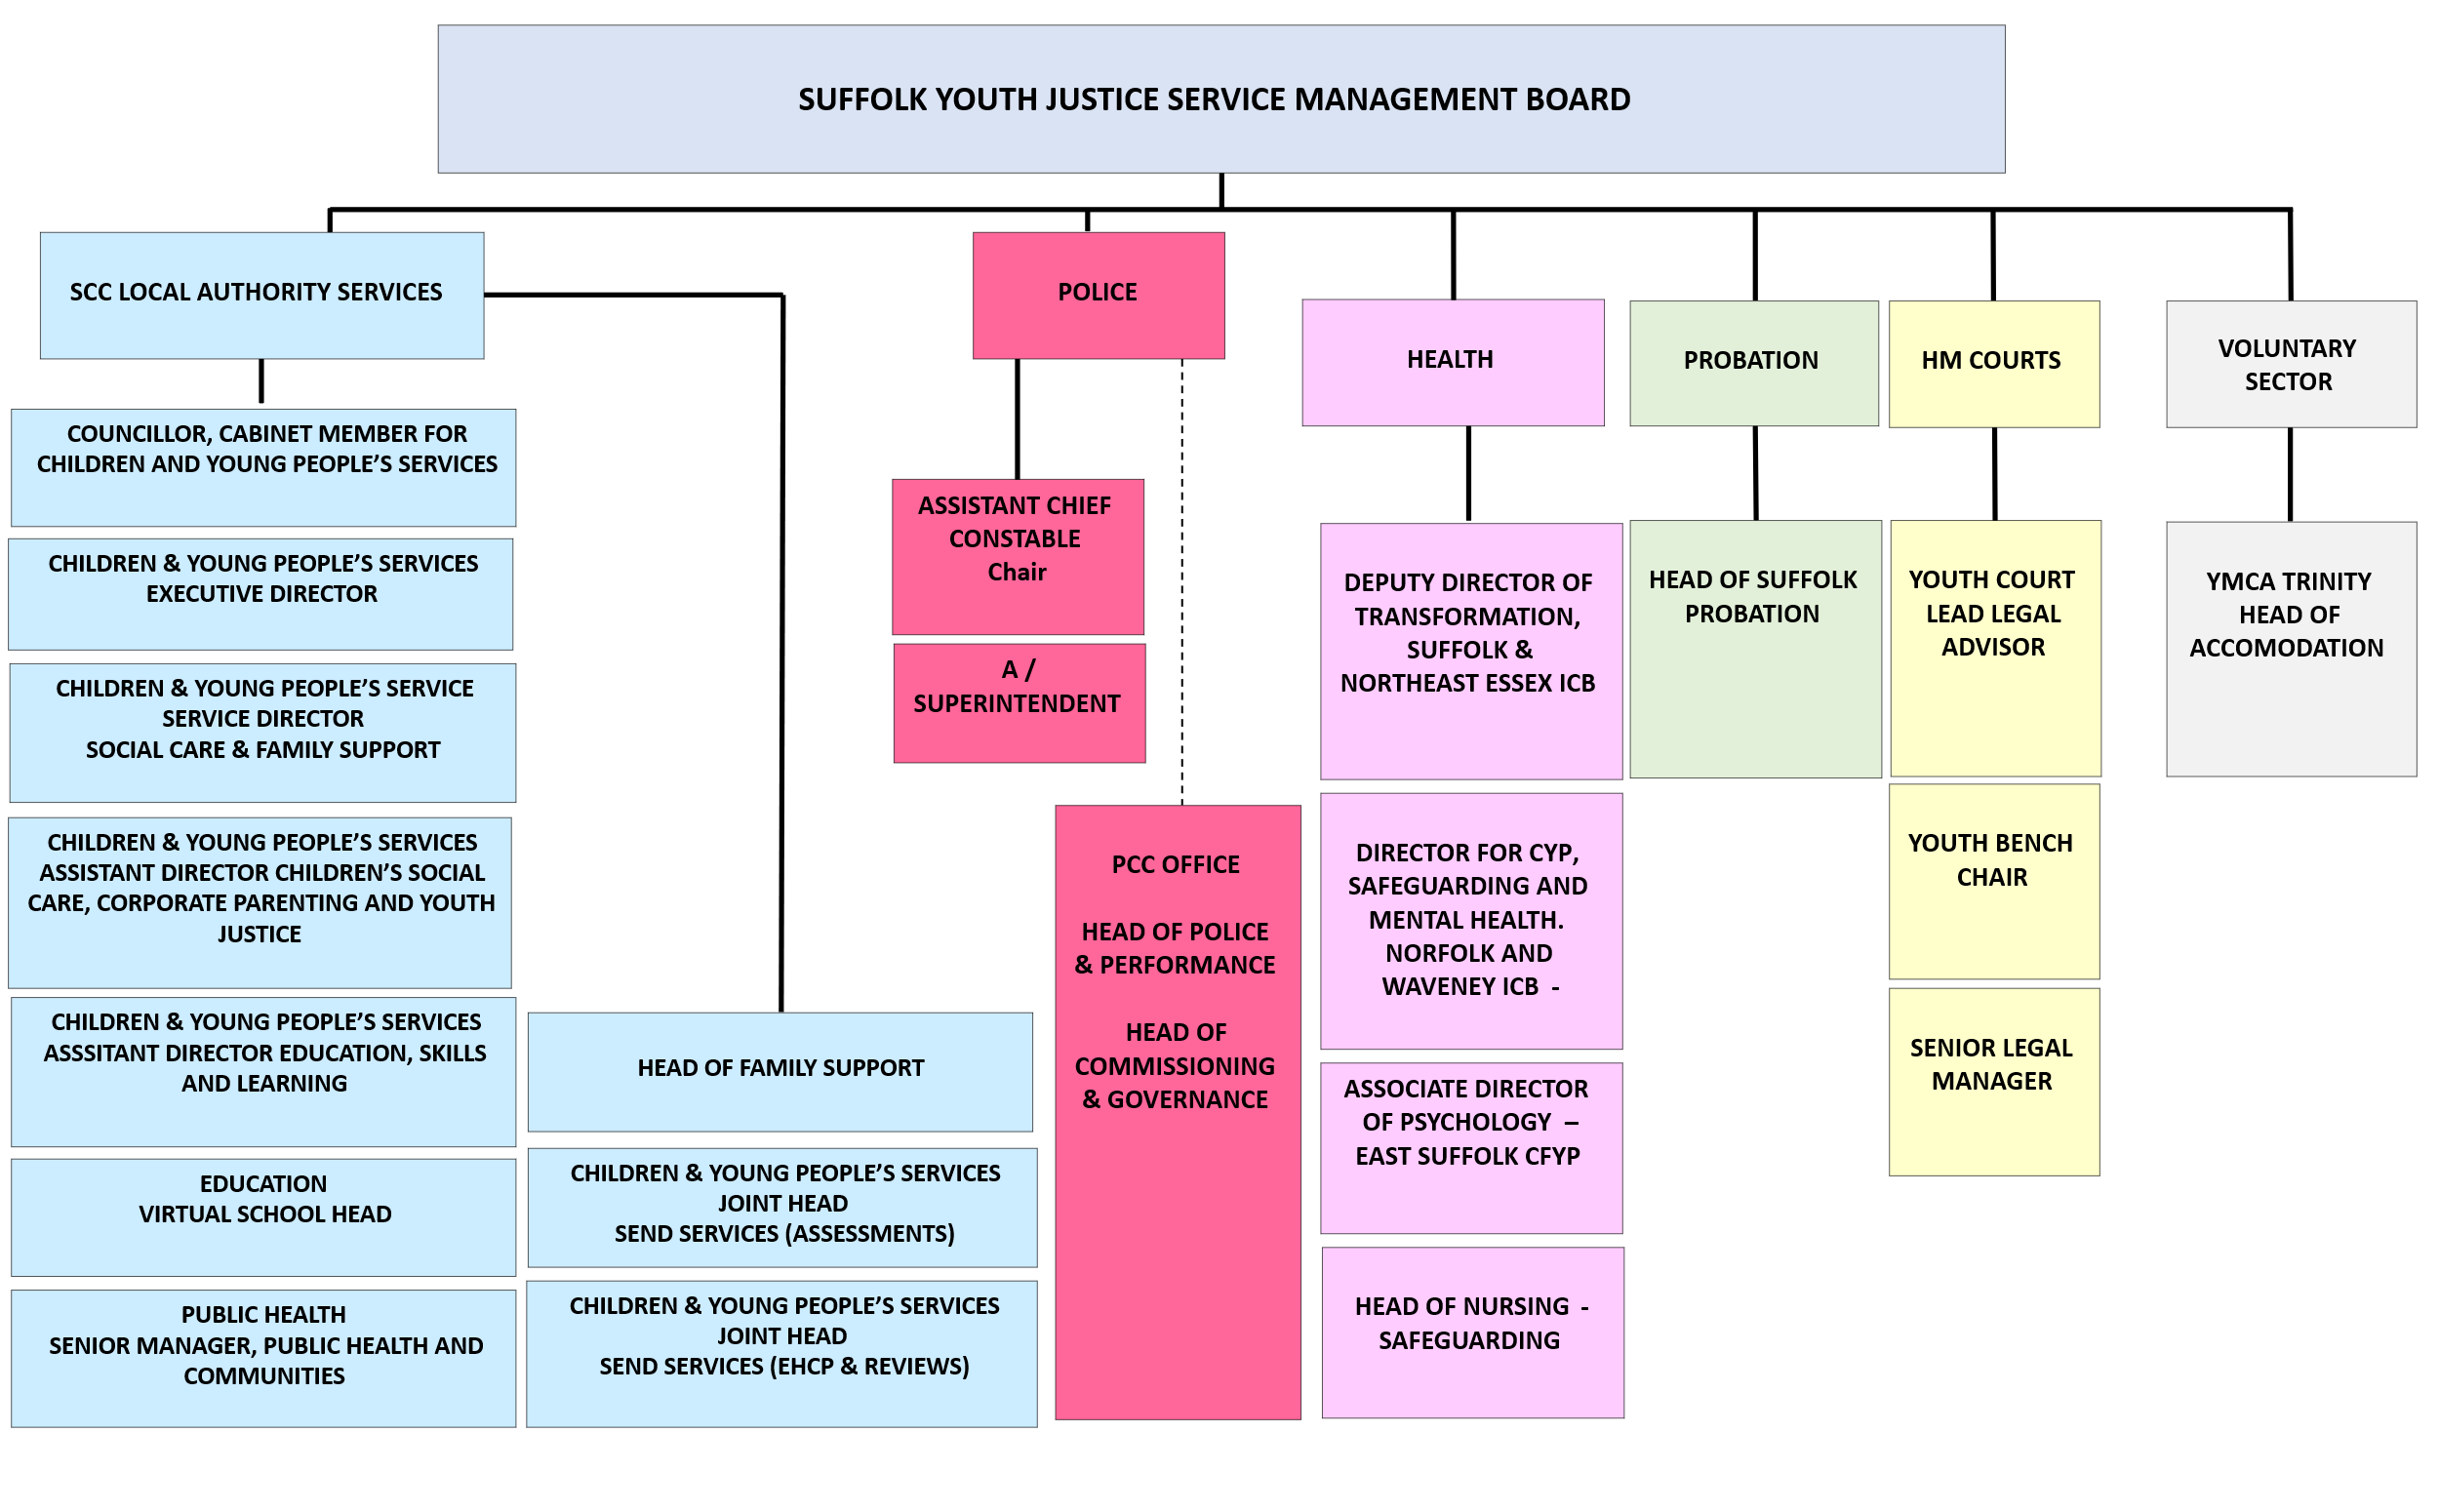 SUFFOLK YOUTH JUSTICE SERVICE MANAGEMENT BOARD
SCC LOCAL AUTHORITY SERVICES
COUNCILLOR, CABINET MEMBER FOR
CHILDREN AND YOUNG PEOPLE’S SERVICES
CHILDREN & YOUNG PEOPLE’S SERVICES
EXECUTIVE DIRECTOR
CHILDREN & YOUNG PEOPLE’S SERVICE
SERVICE DIRECTOR
SOCIAL CARE & FAMILY SUPPORT
CHILDREN & YOUNG PEOPLE’S SERVICES
ASSISTANT DIRECTOR CHILDREN’S SOCIAL
CARE, CORPORATE PARENTING AND YOUTH
JUSTICE
CHILDREN & YOUNG PEOPLE’S SERVICES
ASSSITANT DIRECTOR EDUCATION, SKILLS
AND LEARNING
EDUCATION
VIRTUAL SCHOOL HEAD
PUBLIC HEALTH
SENIOR MANAGER, PUBLIC HEALTH AND
COMMUNITIES
HEAD OF FAMILY SUPPORT
CHILDREN & YOUNG PEOPLE’S SERVICES
JOINT HEAD
SEND SERVICES (ASSESSMENTS)
CHILDREN & YOUNG PEOPLE’S SERVICES
JOINT HEAD
SEND SERVICES (EHCP & REVIEWS)
POLICE
ASSISTANT CHIEF
CONSTABLE
Chair
A /
SUPERINTENDENT
PCC OFFICE
HEAD OF POLICE
& PERFORMANCE
HEAD OF
COMMISSIONING
& GOVERNANCE
HEALTH
DEPUTY DIRECTOR OF
TRANSFORMATION,
SUFFOLK &
NORTHEAST ESSEX ICB
DIRECTOR FOR CYP,
SAFEGUARDING AND
MENTAL HEALTH.
NORFOLK AND
WAVENEY ICB -
ASSOCIATE DIRECTOR
OF PSYCHOLOGY –
EAST SUFFOLK CFYP
HEAD OF NURSING -
SAFEGUARDING
PROBATION
HEAD OF SUFFOLK
PROBATION
HM COURTS
YOUTH COURT
LEAD LEGAL
ADVISOR
YOUTH BENCH
CHAIR
SENIOR LEGAL
MANAGER
VOLUNTARY
SECTOR
YMCA TRINITY
HEAD OF
ACCOMODATION